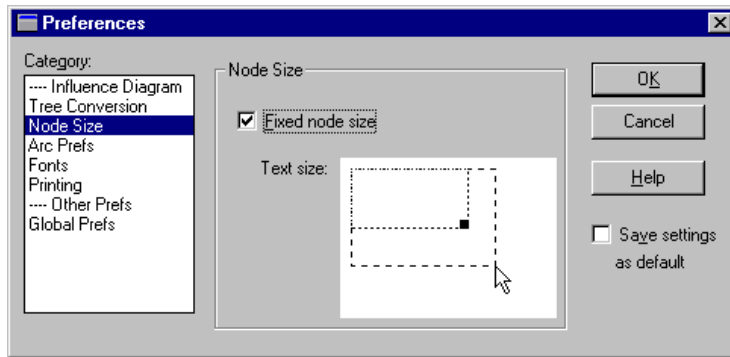 Preferences
Category:
---- Influence Diagram
Tree Conversion
Node Size
Arc Prefs
Fonts
Printing
---- Other Prefs
Global Prefs
Node Size
Fixed node size
Text size:
OK
Cancel
Help
Save settings
as default